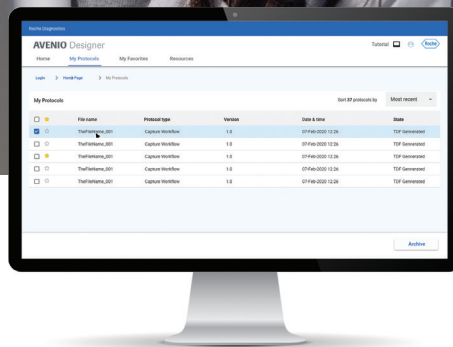 Roche Diagnostics
AVENIO Designer
Tutorial
Roche
Home My Protocols My Favorites Resources
Login > Home Page > My Protocols
My Protocols
Sort 37 protocols by Most recent
File name Protocol type Version Date & time State
TheFileName_001 Capture Workflow 1.0 07-Feb-2020 12:26 TDF Generated
TheFileName_001 Capture Workflow 1.0 07-Feb-2020 12:26 TDF Generated
TheFileName_001 Capture Workflow 1.0 07-Feb-2020 12:26 TDF Generated
TheFileName_001 Capture Workflow 1.0 07-Feb-2020 12:26 TDF Generated
TheFileName_001 Capture Workflow 1.0 07-Feb-2020 12:26 TDF Generated
Archive